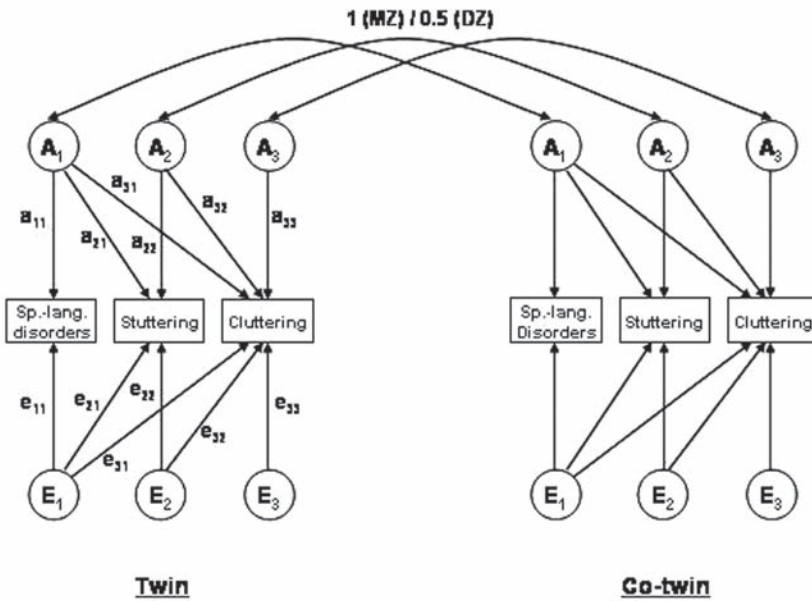 1 (MZ) / 0.5 (DZ)
A1 A2 A3 A1 A2 A3
a31
a32
a11 a21 a22 a33
Sp.-lang. disorders Stuttering Cluttering Sp.-lang. Disorders Stuttering Cluttering
e11 e21 e22 e33
e32
e31
E1 E2 E3 E1 E2 E3
Twin Co-twin